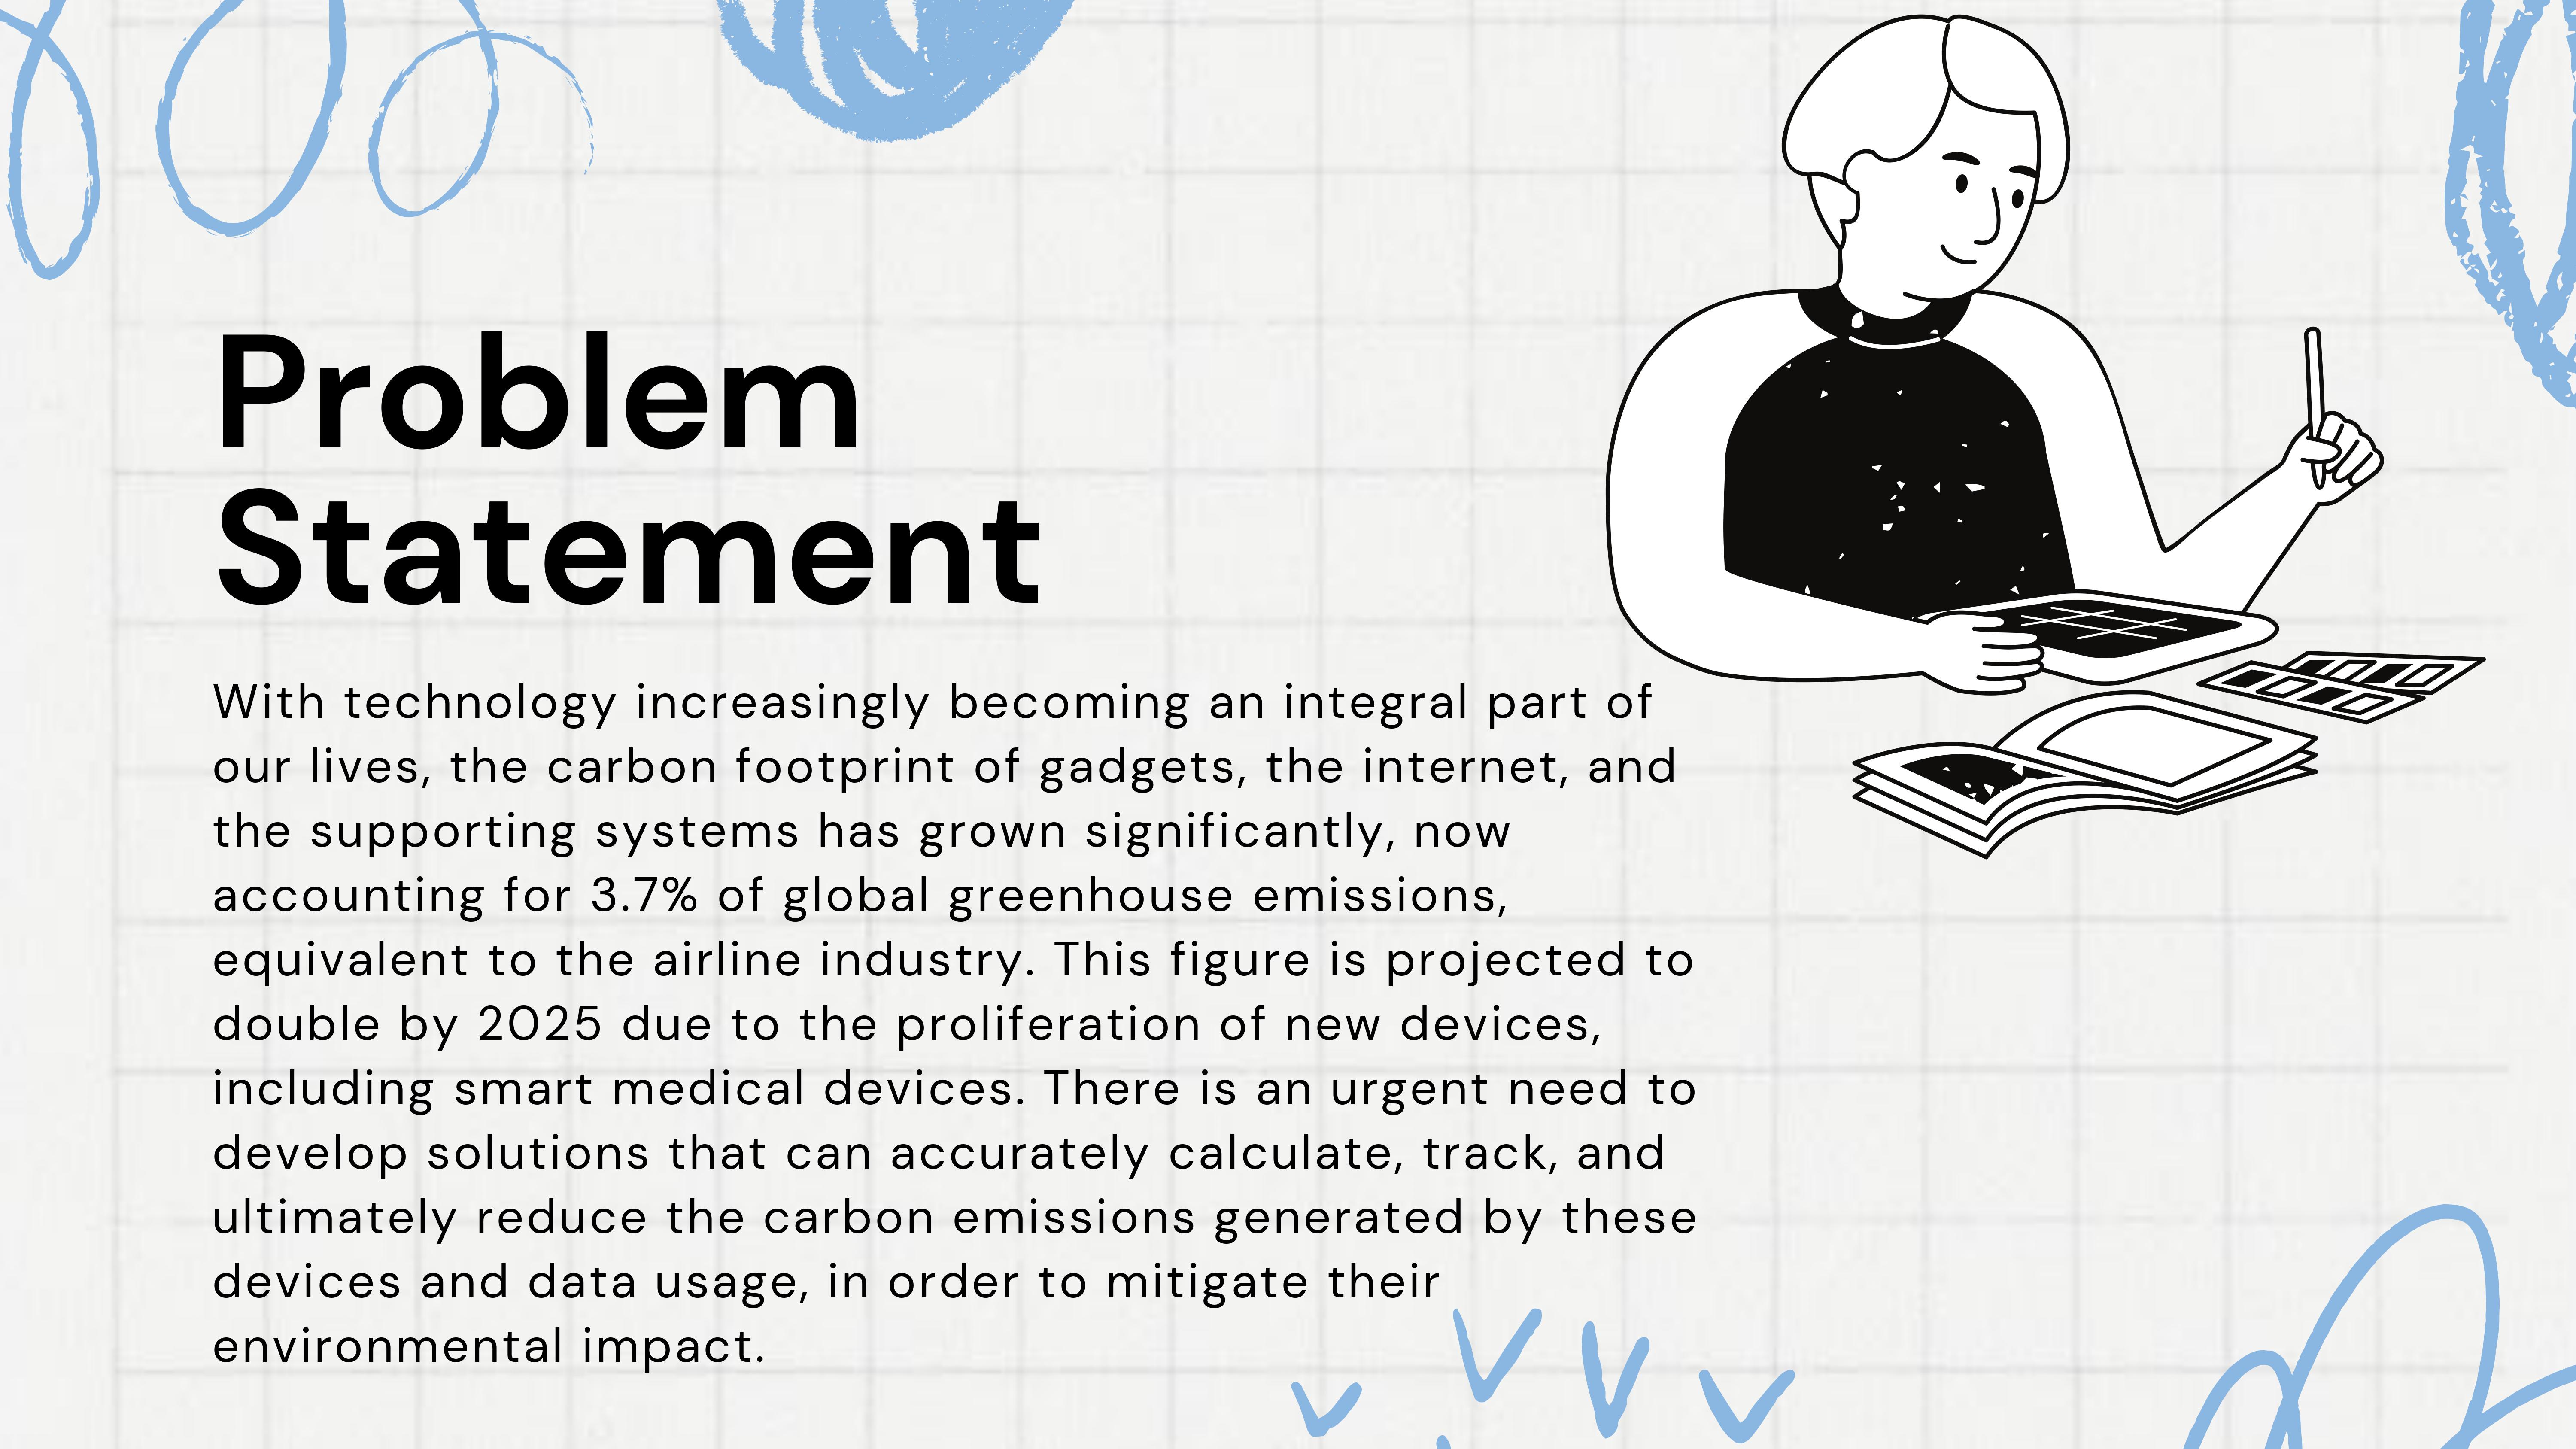 Problem
Statement
With technology increasingly becoming an integral part of
our lives, the carbon footprint of gadgets, the internet, and
the supporting systems has grown significantly, now
accounting for 3.7% of global greenhouse emissions,
equivalent to the airline industry. This figure is projected to
double by 2025 due to the proliferation of new devices,
including smart medical devices. There is an urgent need to
develop solutions that can accurately calculate, track, and
ultimately reduce the carbon emissions generated by these
devices and data usage, in order to mitigate their
environmental impact.